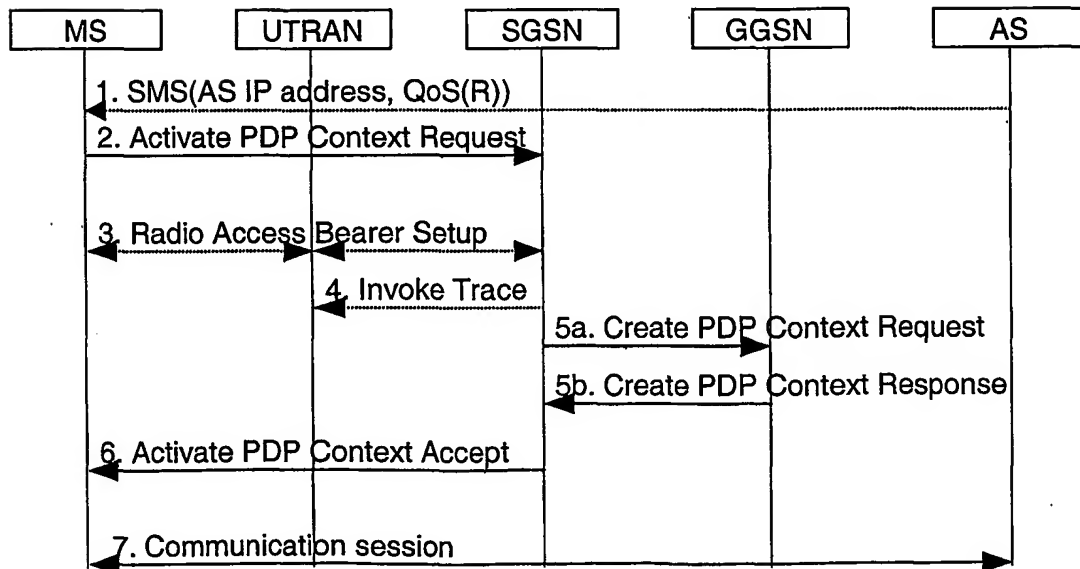 MS UTRAN SGSN GGSN AS
1. SMS(AS IP address, QoS(R))
2. Activate PDP Context Request
3. Radio Access Bearer Setup
4. Invoke Trace
5a. Create PDP Context Request
5b. Create PDP Context Response
6. Activate PDP Context Accept
7. Communication session